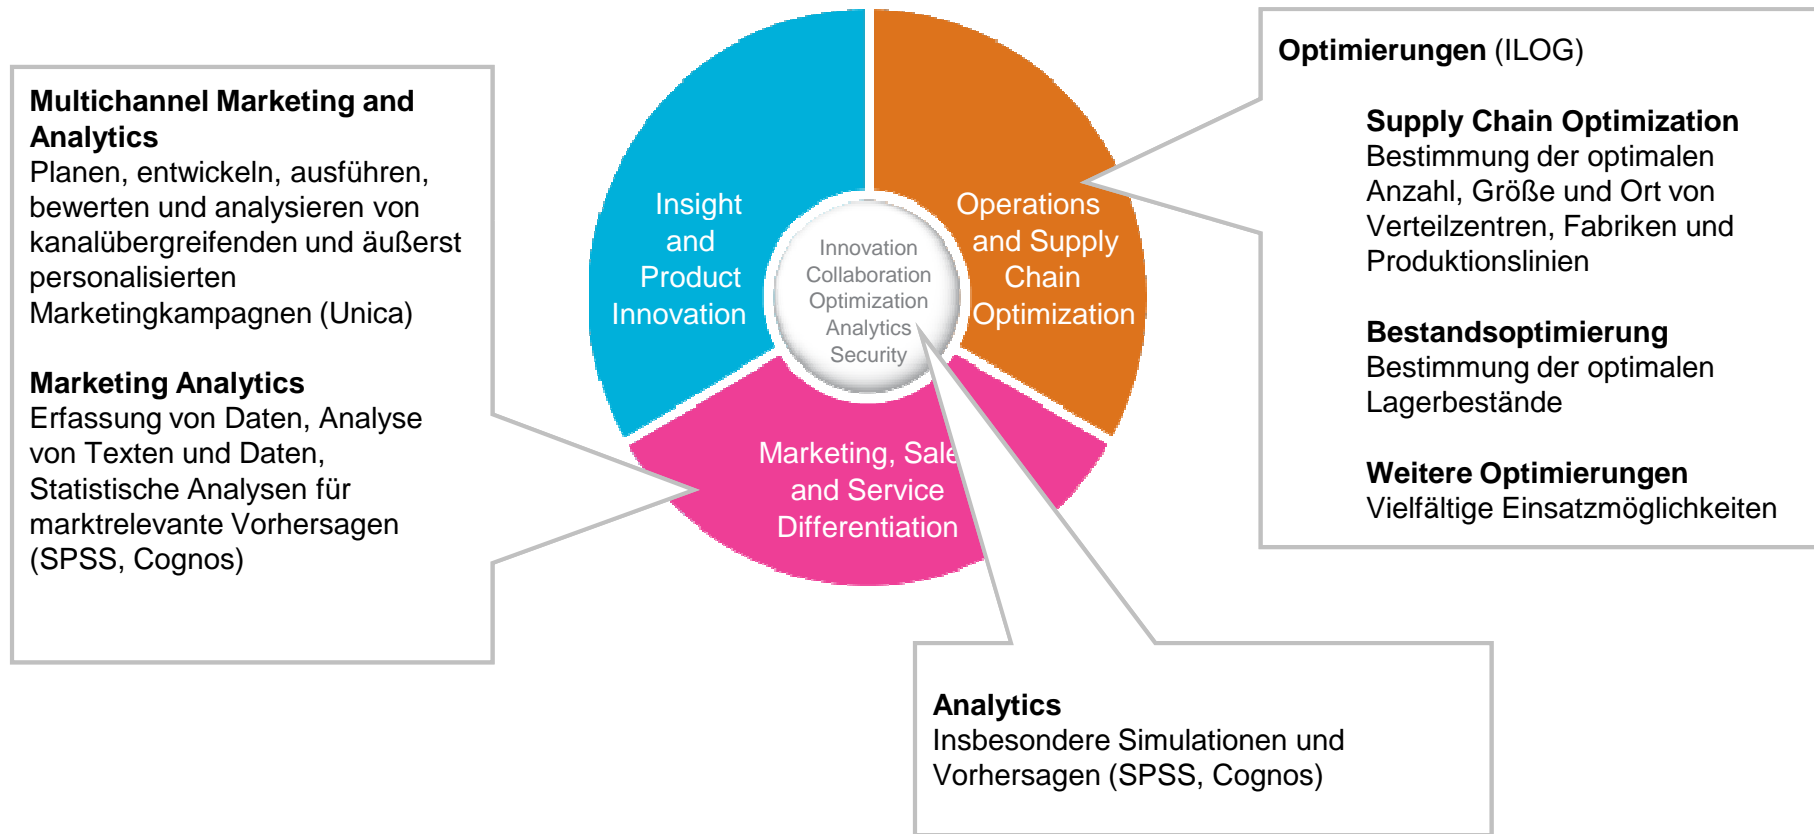 Multichannel Marketing and
Analytics
Planen, entwickeln, ausführen,
bewerten und analysieren von
kanalübergreifenden und äußerst
personalisierten
Marketingkampagnen (Unica)
Marketing Analytics
Erfassung von Daten, Analyse
von Texten und Daten,
Statistische Analysen für
marktrelevante Vorhersagen
(SPSS, Cognos)
Insight
and
Product
Innovation
Innovation
Collaboration
Optimization
Analytics
Security
Operations
and Supply
Chain
Optimization
Marketing, Sale
and Service
Differentiation
Optimierungen (ILOG)
Supply Chain Optimization
Bestimmung der optimalen
Anzahl, Größe und Ort von
Verteilzentren, Fabriken und
Produktionslinien
Bestandsoptimierung
Bestimmung der optimalen
Lagerbestände
Weitere Optimierungen
Vielfältige Einsatzmöglichkeiten
Analytics
Insbesondere Simulationen und
Vorhersagen (SPSS, Cognos)